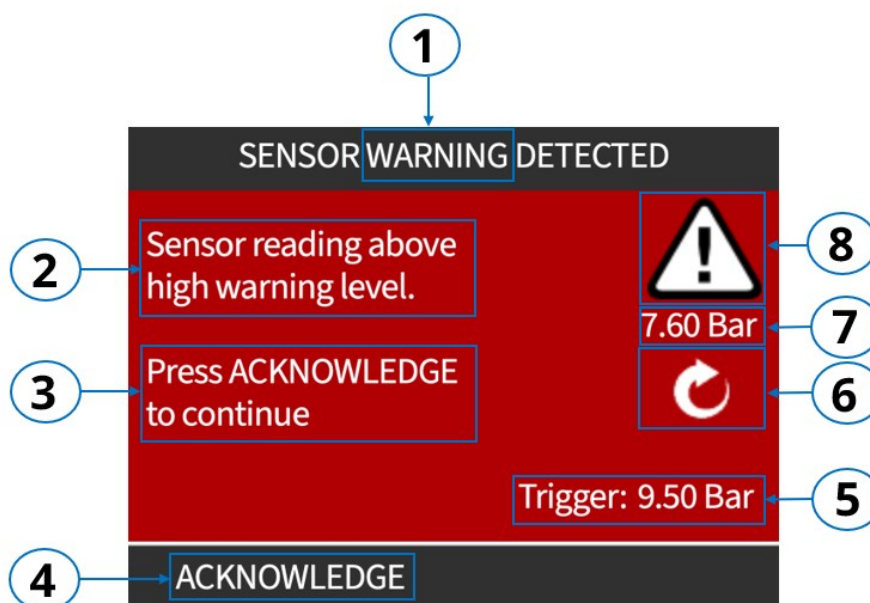 1
SENSOR WARNING DETECTED
2
Sensor reading above
high warning level.
8
7.60 Bar
7
3
Press ACKNOWLEDGE
to continue
6
Trigger: 9.50 Bar
5
4
ACKNOWLEDGE